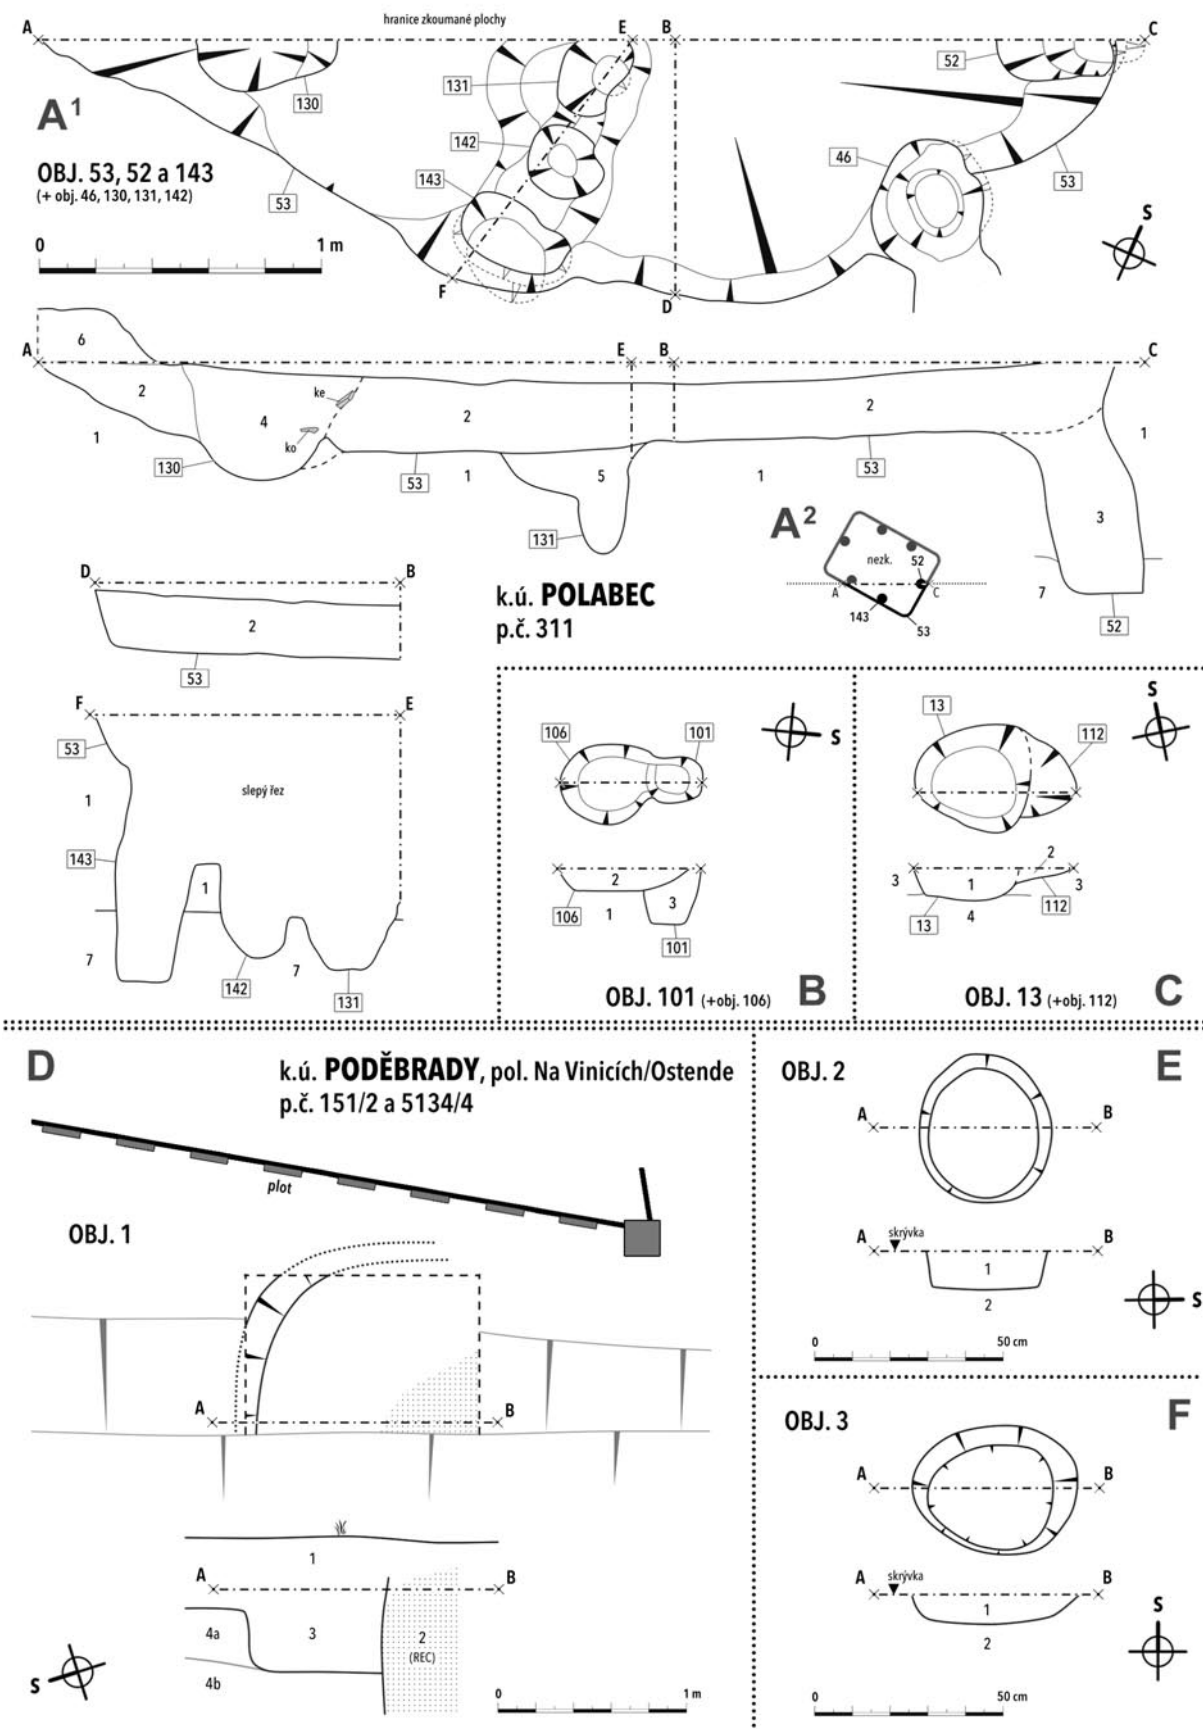 hranice zkoumané plochy
A
E
B
C
131
52
130
A¹
142
46
OBJ. 53, 52 a 143
(+ obj. 46, 130, 131, 142)
143
53
53
S
0
1 m
F
D
6
A
E
B
C
2
ke
4
2
2
1
ko
1
130
53
1
5
1
53
3
131
A²
nezk.
52
A
C
143
53
7
52
D
B
2
53
k.ú. POLABEC
p.č. 311
F
E
53
1
slepý řez
143
1
7
142
7
131
106
101
S
2
3
106
1
101
OBJ. 101 (+obj. 106)
B
S
13
112
2
3
1
3
112
13
4
OBJ. 13 (+obj. 112)
C
D
k.ú. PODĚBRADY, pol. Na Vinicích/Ostende
p.č. 151/2 a 5134/4
plot
OBJ. 1
A
B
1
A
B
4a
3
2
(REC)
4b
S
0
1 m
OBJ. 2
E
A
B
skrývka
A
B
1
2
S
0
50 cm
OBJ. 3
F
A
B
skrývka
A
B
1
2
S
0
50 cm